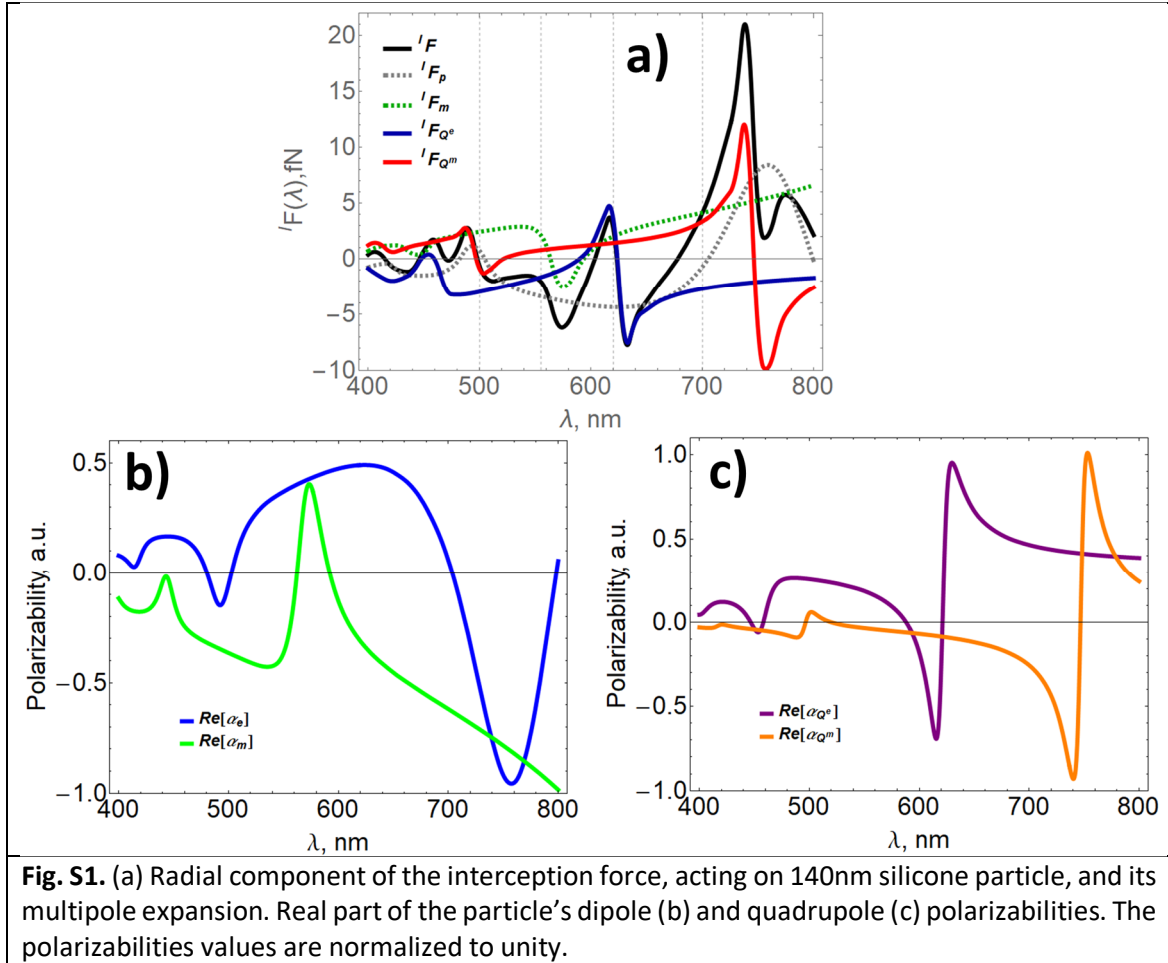 a)
ᴵF
ᴵFₚ
ᴵFₘ
ᴵF_Qᵉ
ᴵF_Qᵐ
20
15
10
5
0
−5
−10
ᴵF(λ),fN
400 500 600 700 800
λ, nm
b)
0.5
0.0
−0.5
−1.0
Polarizability, a.u.
Re[αₑ]
Re[αₘ]
400 500 600 700 800
λ, nm
c)
1.0
0.5
0.0
−0.5
−1.0
Polarizability, a.u.
Re[α_Qᵉ]
Re[α_Qᵐ]
400 500 600 700 800
λ, nm
Fig. S1. (a) Radial component of the interception force, acting on 140nm silicone particle, and its
multipole expansion. Real part of the particle’s dipole (b) and quadrupole (c) polarizabilities. The
polarizabilities values are normalized to unity.